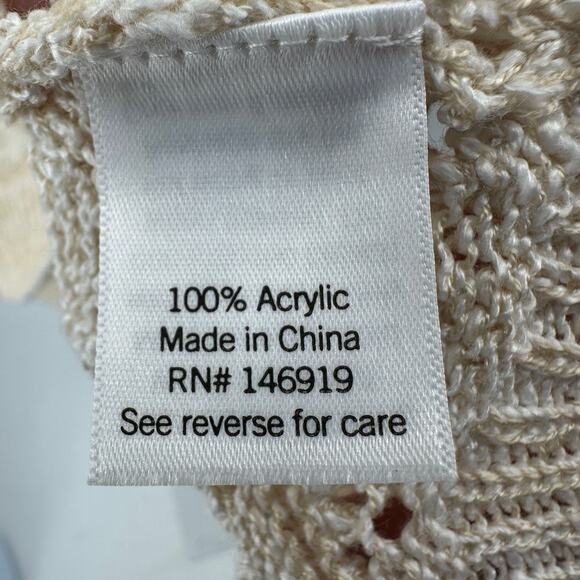 100% Acrylic
Made in China
RN# 146919
See reverse for care